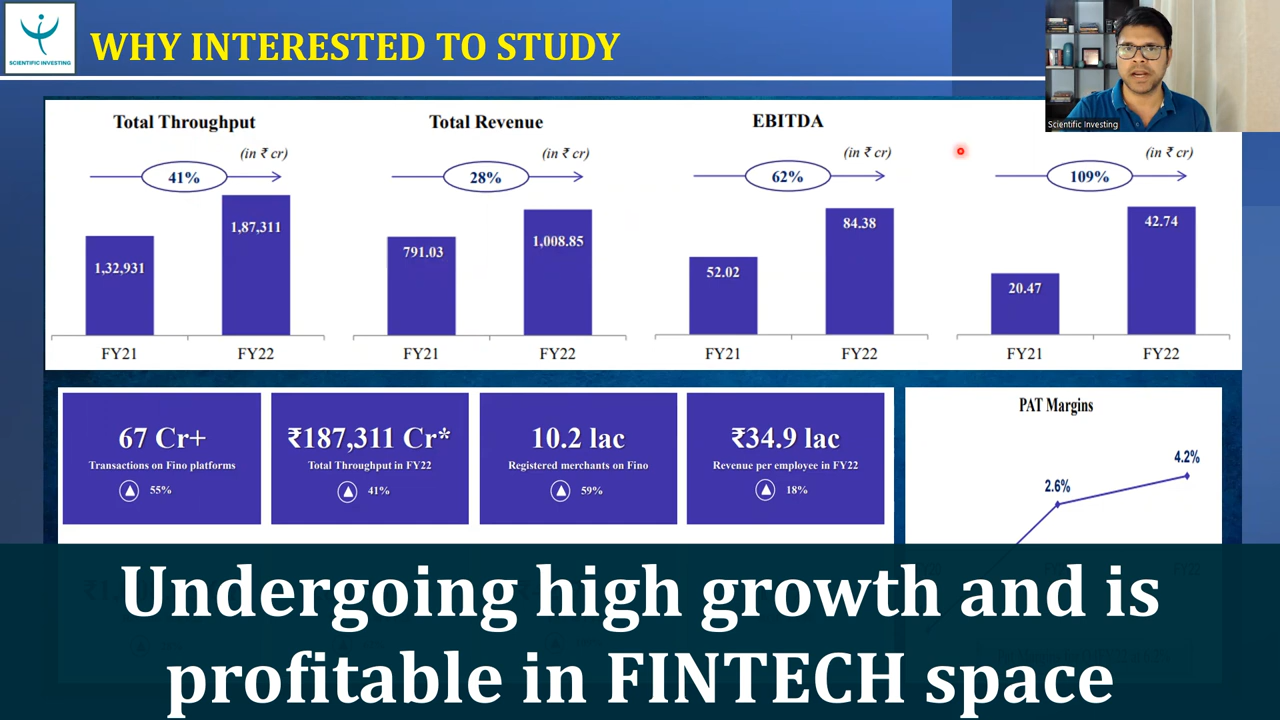 SCIENTIFIC INVESTING
WHY INTERESTED TO STUDY
Scientific Investing
Total Throughput
(in ₹ cr)
41%
1,32,931
1,87,311
FY21
FY22
Total Revenue
(in ₹ cr)
28%
791.03
1,008.85
FY21
FY22
EBITDA
(in ₹ cr)
62%
52.02
84.38
FY21
FY22
(in ₹ cr)
109%
20.47
42.74
FY21
FY22
67 Cr+
Transactions on Fino platforms
55%
₹187,311 Cr*
Total Throughput in FY22
41%
10.2 lac
Registered merchants on Fino
59%
₹34.9 lac
Revenue per employee in FY22
18%
PAT Margins
2.6%
4.2%
FY22
Undergoing high growth and is
profitable in FINTECH space